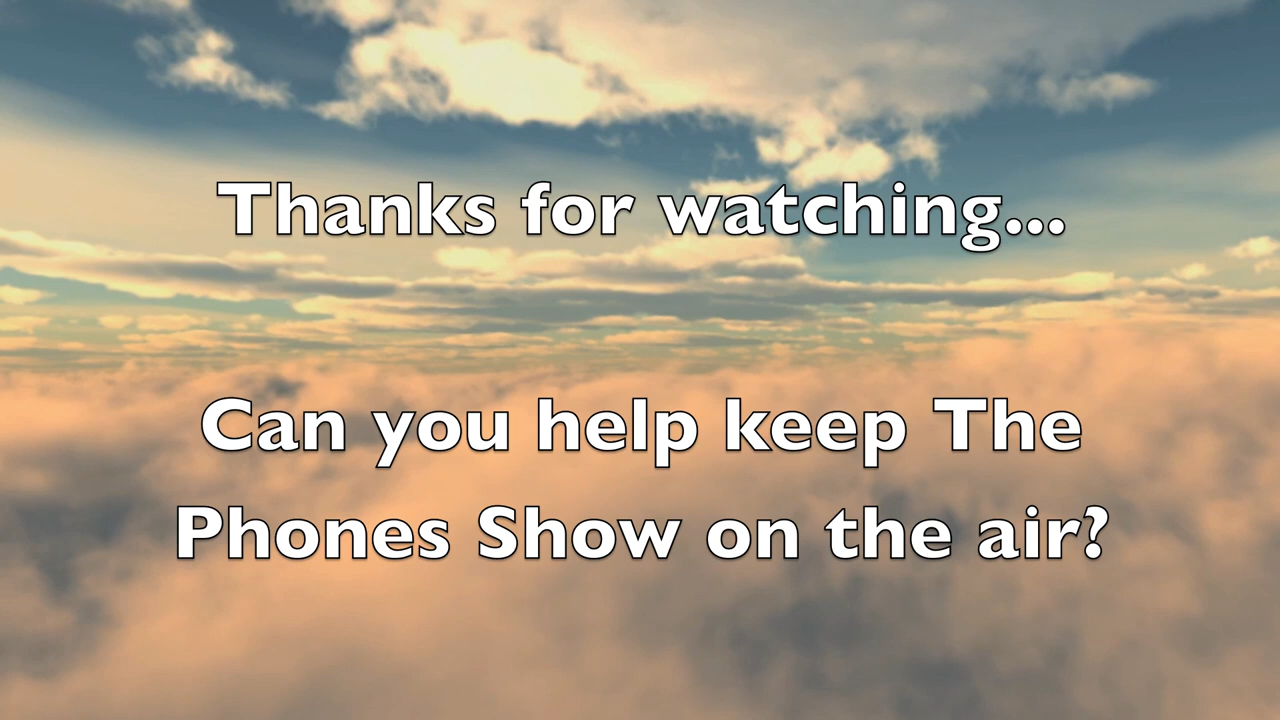 Thanks for watching...
Can you help keep The
Phones Show on the air?